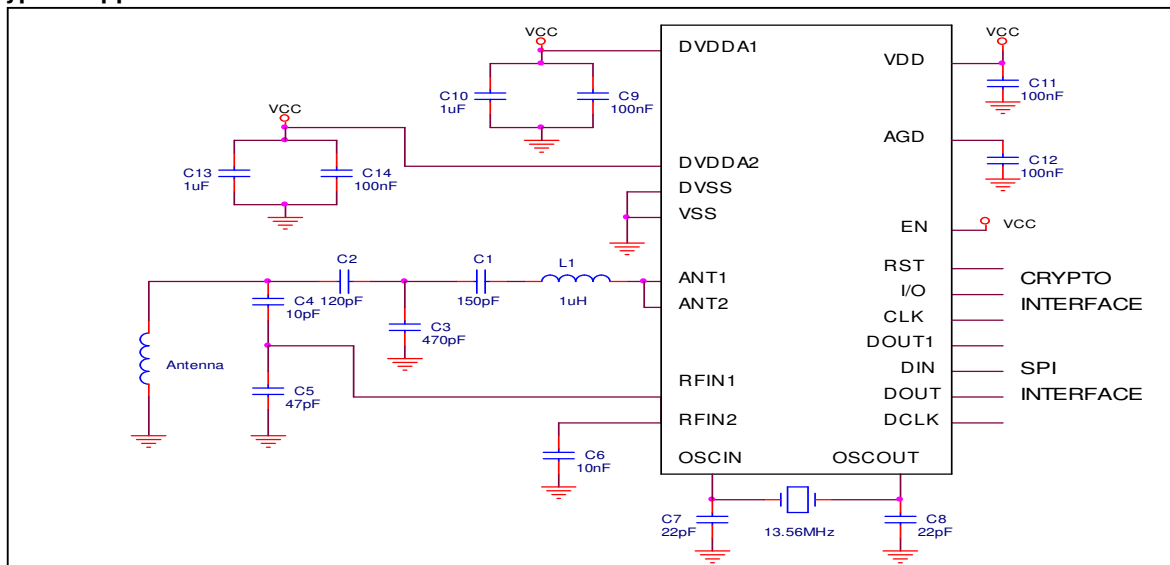 VCC
DVDDA1
C10
1uF
C9
100nF
VCC
VDD
C11
100nF
AGD
C12
100nF
VCC
DVDDA2
C13
1uF
C14
100nF
DVSS
VSS
EN
VCC
RST
CRYPTO
I/O
INTERFACE
CLK
DOUT1
DIN
SPI
DOUT
INTERFACE
DCLK
C2
120pF
C1
150pF
L1
1uH
ANT1
ANT2
C4
10pF
C3
470pF
Antenna
C5
47pF
RFIN1
RFIN2
C6
10nF
OSCIN
OSCOUT
C7
22pF
13.56MHz
C8
22pF